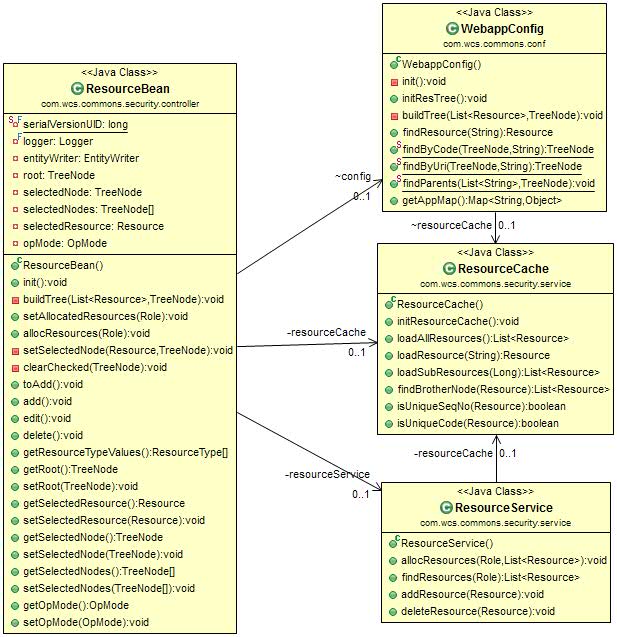 <<Java Class>>
ResourceBean
com.wcs.commons.security.controller
serialVersionUID: long
logger: Logger
entityWriter: EntityWriter
root: TreeNode
selectedNode: TreeNode
selectedNodes: TreeNode[]
selectedResource: Resource
opMode: OpMode
ResourceBean()
init():void
buildTree(List<Resource>,TreeNode):void
setAllocatedResources(Role):void
allocResources(Role):void
setSelectedNode(Resource,TreeNode):void
clearChecked(TreeNode):void
toAdd():void
add():void
edit():void
delete():void
getResourceTypeValues():ResourceType[]
getRoot():TreeNode
setRoot(TreeNode):void
getSelectedResource():Resource
setSelectedResource(Resource):void
getSelectedNode():TreeNode
setSelectedNode(TreeNode):void
getSelectedNodes():TreeNode[]
setSelectedNodes(TreeNode[]):void
getOpMode():OpMode
setOpMode(OpMode):void
~config
0..1
-resourceCache
0..1
-resourceService
0..1
<<Java Class>>
WebappConfig
com.wcs.commons.conf
WebappConfig()
init():void
initResTree():void
buildTree(List<Resource>,TreeNode):void
findResource(String):Resource
findByCode(TreeNode,String):TreeNode
findByUri(TreeNode,String):TreeNode
findParents(List<String>,TreeNode):void
getAppMap():Map<String,Object>
~resourceCache 0..1
<<Java Class>>
ResourceCache
com.wcs.commons.security.service
ResourceCache()
initResourceCache():void
loadAllResources():List<Resource>
loadResource(String):Resource
loadSubResources(Long):List<Resource>
findBrotherNode(Resource):List<Resource>
isUniqueSeqNo(Resource):boolean
isUniqueCode(Resource):boolean
-resourceCache 0..1
<<Java Class>>
ResourceService
com.wcs.commons.security.service
ResourceService()
allocResources(Role,List<Resource>):void
findResources(Role):List<Resource>
addResource(Resource):void
deleteResource(Resource):void